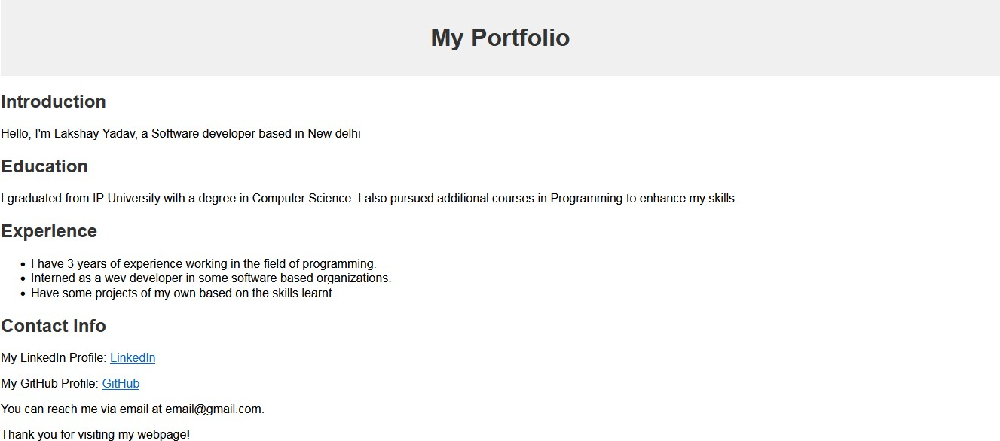 My Portfolio
Introduction
Hello, I'm Lakshay Yadav, a Software developer based in New delhi
Education
I graduated from IP University with a degree in Computer Science. I also pursued additional courses in Programming to enhance my skills.
Experience
• I have 3 years of experience working in the field of programming.
• Interned as a wev developer in some software based organizations.
• Have some projects of my own based on the skills learnt.
Contact Info
My LinkedIn Profile: LinkedIn
My GitHub Profile: GitHub
You can reach me via email at email@gmail.com.
Thank you for visiting my webpage!